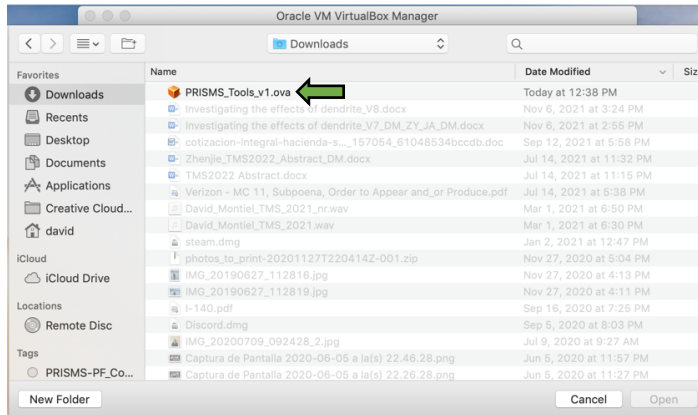 Oracle VM VirtualBox Manager
Downloads
Favorites
Downloads
Recents
Desktop
Documents
Applications
Creative Cloud...
david
iCloud
iCloud Drive
Locations
Remote Disc
Tags
PRISMS-PF_Co...
Name Date Modified Siz
PRISMS_Tools_v1.ova Today at 12:38 PM
Investigating the effects of dendrite_V8.docx Nov 6, 2021 at 3:24 PM
Investigating the effects of dendrite_V7_DM_ZY_JA_DM.docx Nov 6, 2021 at 2:55 PM
cotizacion-integral-hacienda-s..._157054_61048534bccdb.doc Sep 12, 2021 at 5:58 PM
Zhenjie_TMS2022_Abstract_DM.docx Jul 14, 2021 at 11:32 PM
TMS2022 Abstract.docx Jul 14, 2021 at 11:15 PM
Verizon - MC 11, Subpoena, Order to Appear and_or Produce.pdf Jul 14, 2021 at 5:38 PM
David_Montiel_TMS_2021_nr.wav Mar 1, 2021 at 6:50 PM
David_Montiel_TMS_2021.wav Mar 1, 2021 at 6:30 PM
steam.dmg Jan 2, 2021 at 12:47 PM
photos_to_print-20201127T220414Z-001.zip Nov 27, 2020 at 5:04 PM
IMG_20190627_112816.jpg Nov 27, 2020 at 4:13 PM
IMG_20190627_112819.jpg Nov 27, 2020 at 4:11 PM
I-140.pdf Sep 16, 2020 at 7:25 PM
Discord.dmg Sep 5, 2020 at 8:03 PM
IMG_20200709_092428_2.jpg Jul 9, 2020 at 9:27 AM
Captura de Pantalla 2020-06-05 a la(s) 22.46.28.png Jun 5, 2020 at 11:57 PM
Captura de Pantalla 2020-06-05 a la(s) 22.26.28.png Jun 5, 2020 at 11:27 PM
New Folder Cancel Open